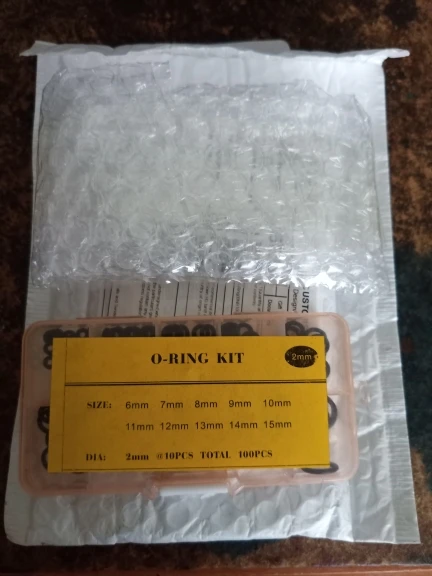 O-RING KIT
2mm
SIZE: 6mm 7mm 8mm 9mm 10mm
11mm 12mm 13mm 14mm 15mm
DIA: 2mm @10PCS TOTAL 100PCS